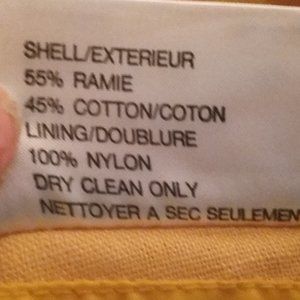 SHELL/EXTERIEUR
55% RAMIE
45% COTTON/COTON
LINING/DOUBLURE
100% NYLON
DRY CLEAN ONLY
NETTOYER A SEC SEULEMEN